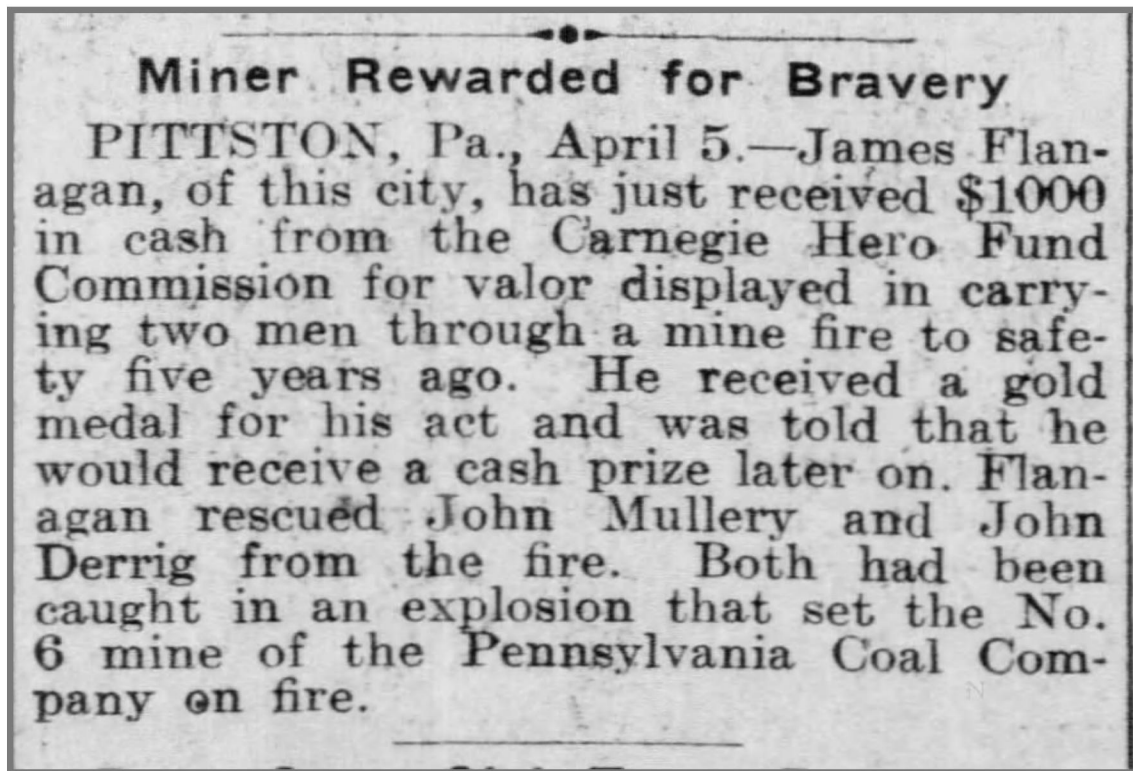 Miner Rewarded for Bravery
PITTSTON, Pa., April 5.—James Flan-
agan, of this city, has just received $1000
in cash from the Carnegie Hero Fund
Commission for valor displayed in carry-
ing two men through a mine fire to safe-
ty five years ago. He received a gold
medal for his act and was told that he
would receive a cash prize later on. Flan-
agan rescued John Mullery and John
Derrig from the fire. Both had been
caught in an explosion that set the No.
6 mine of the Pennsylvania Coal Com-
pany on fire.